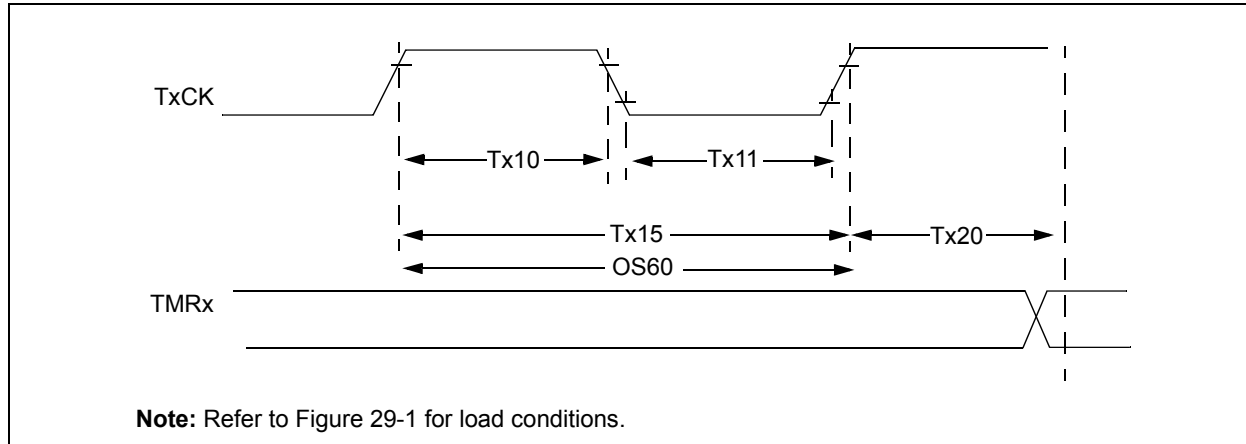 TxCK
Tx10
Tx11
Tx15
Tx20
OS60
TMRx
Note: Refer to Figure 29-1 for load conditions.